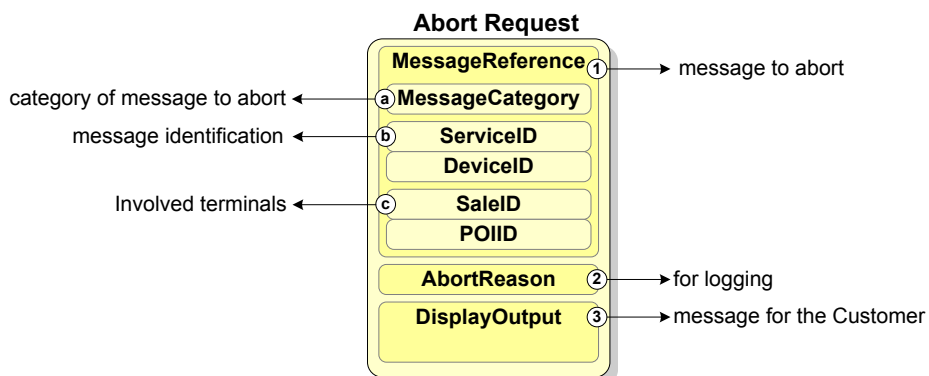 Abort Request
MessageReference
1
message to abort
category of message to abort
a
MessageCategory
message identification
b
ServiceID
DeviceID
Involved terminals
c
SaleID
POIID
AbortReason
2
for logging
DisplayOutput
3
message for the Customer